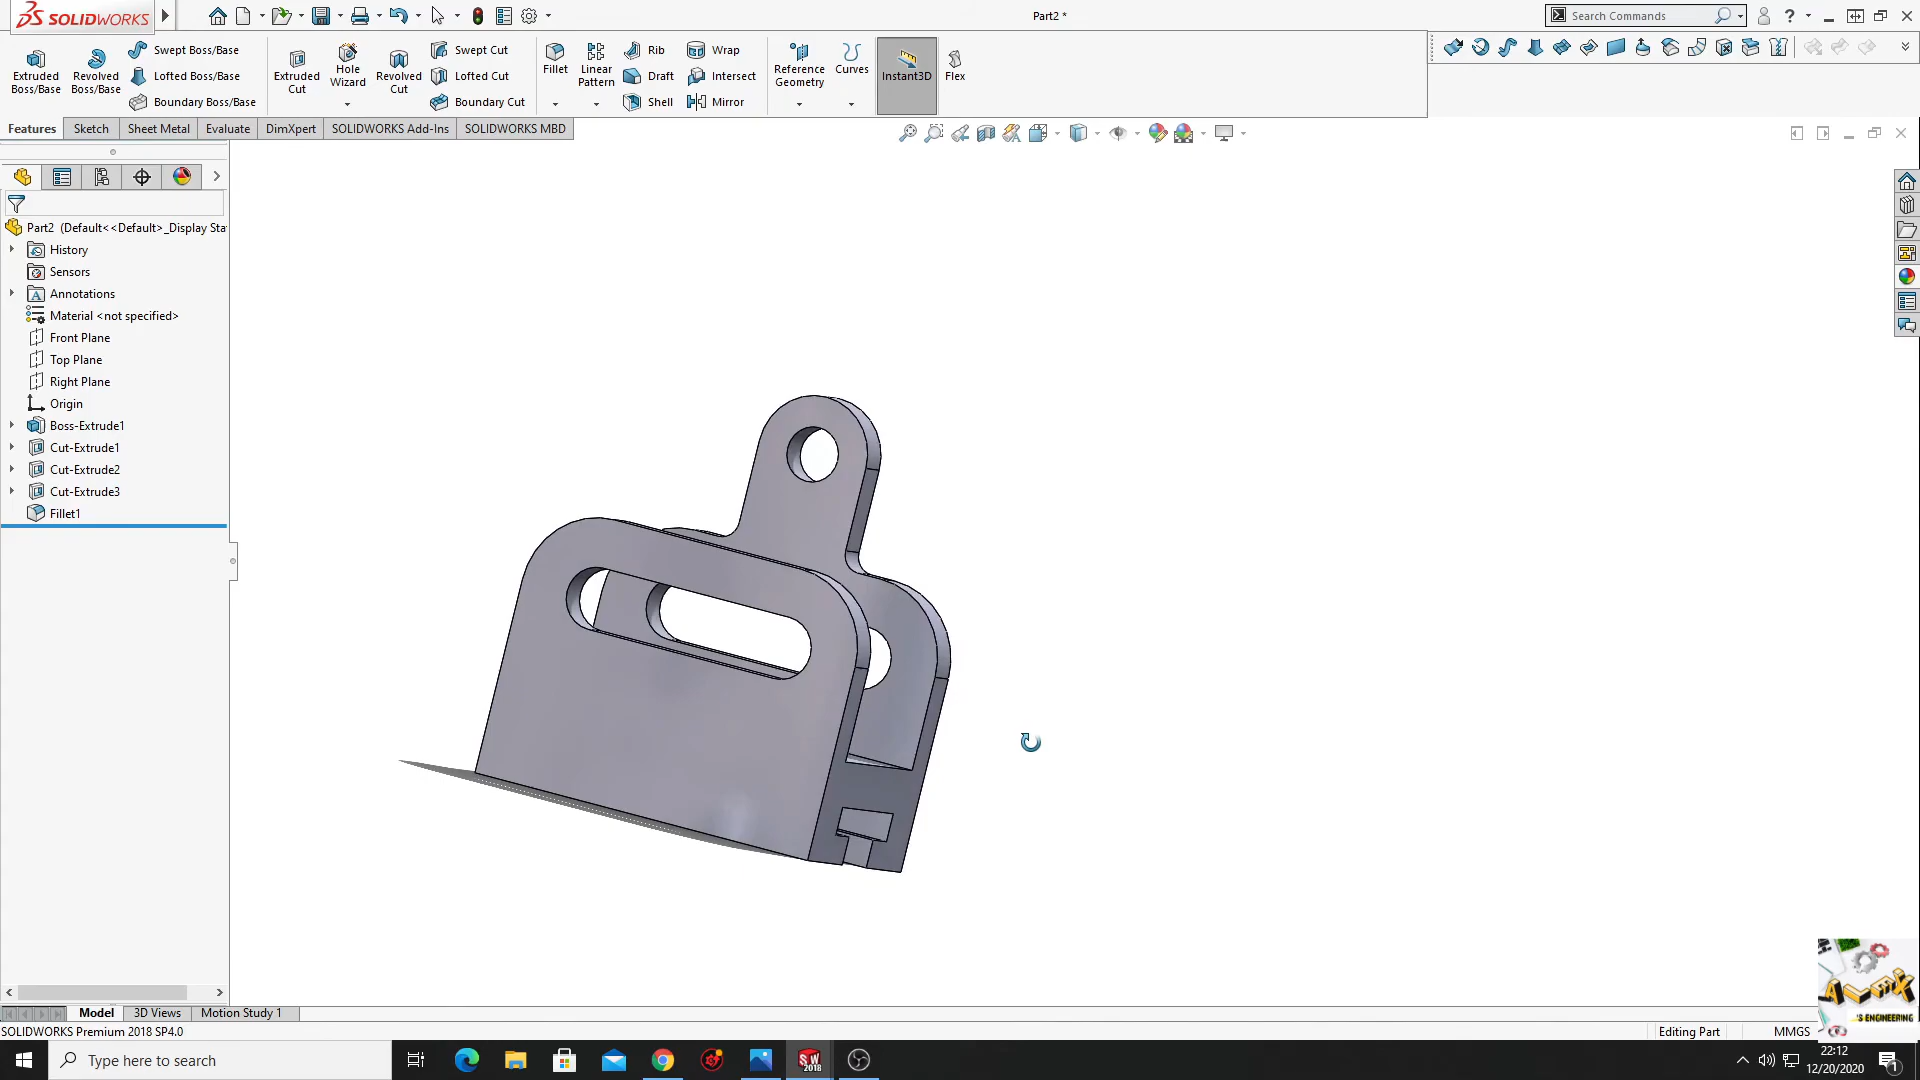 SOLIDWORKS
Part2 *
Search Commands
Extruded Boss/Base
Revolved Boss/Base
Swept Boss/Base
Lofted Boss/Base
Boundary Boss/Base
Extruded Cut
Hole Wizard
Revolved Cut
Swept Cut
Lofted Cut
Boundary Cut
Fillet
Linear Pattern
Rib
Draft
Shell
Wrap
Intersect
Mirror
Reference Geometry
Curves
Instant3D
Flex
Features
Sketch
Sheet Metal
Evaluate
DimXpert
SOLIDWORKS Add-Ins
SOLIDWORKS MBD
Part2 (Default<<Default>_Display Sta
History
Sensors
Annotations
Material <not specified>
Front Plane
Top Plane
Right Plane
Origin
Boss-Extrude1
Cut-Extrude1
Cut-Extrude2
Cut-Extrude3
Fillet1
Model
3D Views
Motion Study 1
SOLIDWORKS Premium 2018 SP4.0
Editing Part
MMGS
ALEX
'S ENGINEERING
Type here to search
SW
2018
22:12
12/20/2020
1